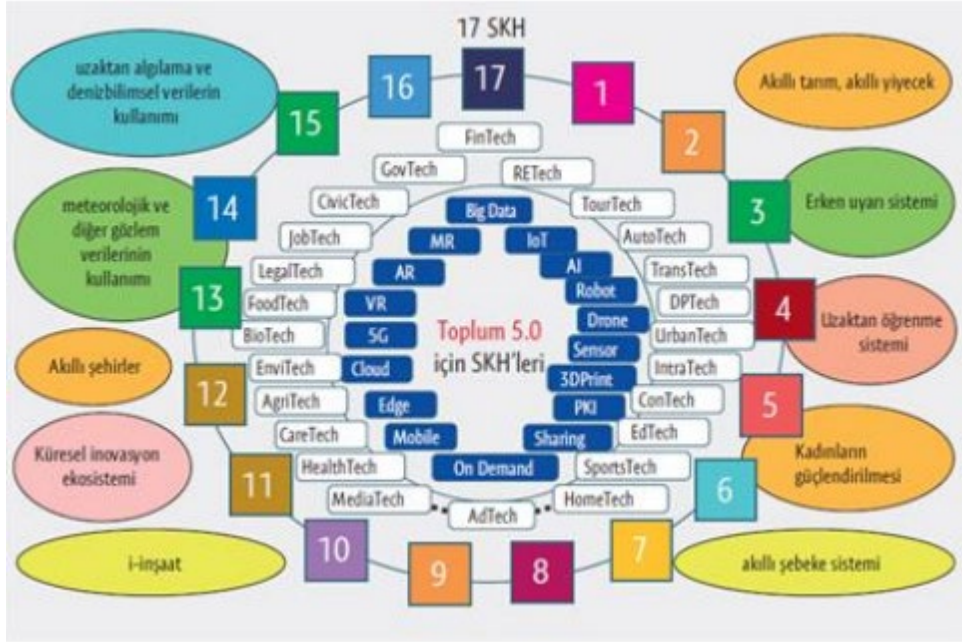 17 SKH
17
16
1
15
2
14
3
13
4
12
5
11
6
10
7
9
8
uzaktan algılama ve
denizbilimsel verilerin
kullanımı
meteorolojik ve
diğer gözlem
verilerinin
kullanımı
Akıllı şehirler
Küresel inovasyon
ekosistemi
i-inşaat
Akıllı tarım, akıllı yiyecek
Erken uyarı sistemi
Uzaktan öğrenme
sistemi
Kadınların
güçlendirilmesi
akıllı şebeke sistemi
FinTech
GovTech
RETech
CivicTech
TourTech
JobTech
AutoTech
LegalTech
TransTech
FoodTech
DPTech
BioTech
UrbanTech
EnviTech
IntraTech
AgriTech
ConTech
CareTech
EdTech
HealthTech
SportsTech
MediaTech
HomeTech
AdTech
Big Data
MR
IoT
AR
AI
VR
Robot
5G
Drone
Cloud
Sensor
3DPrint
Edge
PKI
Mobile
Sharing
On Demand
Toplum 5.0
için SKH'leri